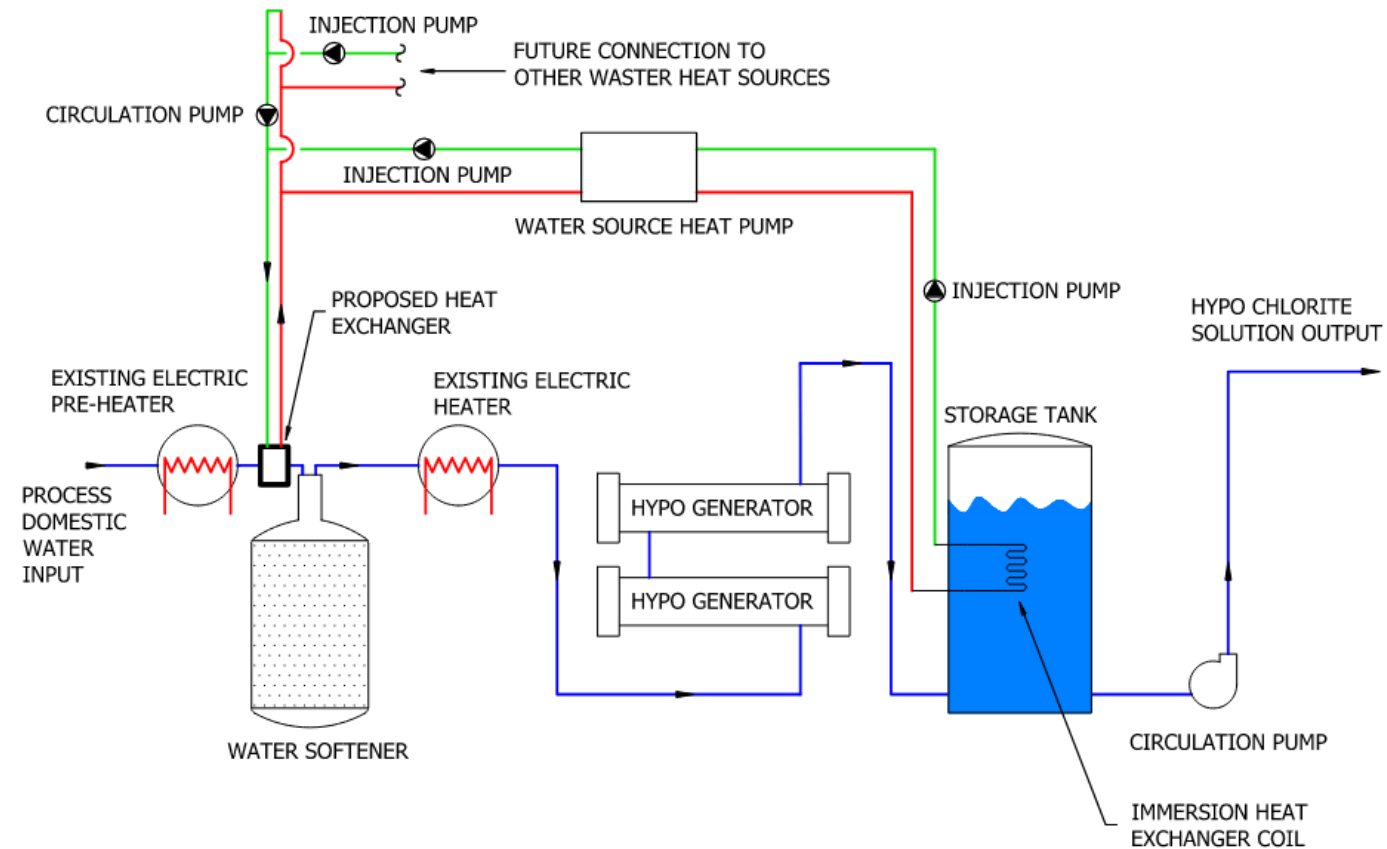 INJECTION PUMP
FUTURE CONNECTION TO
OTHER WASTER HEAT SOURCES
CIRCULATION PUMP
INJECTION PUMP
WATER SOURCE HEAT PUMP
INJECTION PUMP
PROPOSED HEAT
EXCHANGER
HYPO CHLORITE
SOLUTION OUTPUT
EXISTING ELECTRIC
PRE-HEATER
EXISTING ELECTRIC
HEATER
STORAGE TANK
PROCESS
DOMESTIC
WATER
INPUT
HYPO GENERATOR
HYPO GENERATOR
WATER SOFTENER
CIRCULATION PUMP
IMMERSION HEAT
EXCHANGER COIL